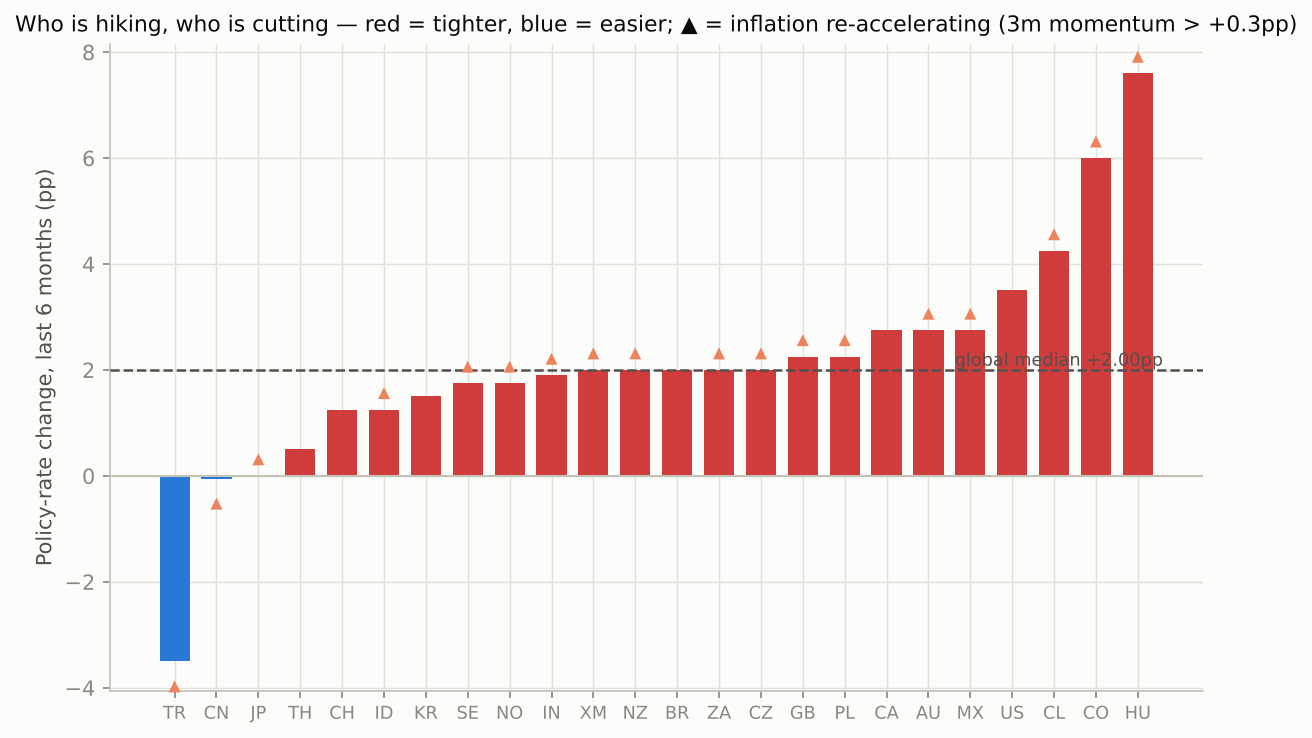 Who is hiking, who is cutting — red = tighter, blue = easier; ▲ = inflation re-accelerating (3m momentum > +0.3pp)
Policy-rate change, last 6 months (pp)
8
6
4
2
0
−2
−4
global median +2.00pp
TR CN JP TH CH ID KR SE NO IN XM NZ BR ZA CZ GB PL CA AU MX US CL CO HU